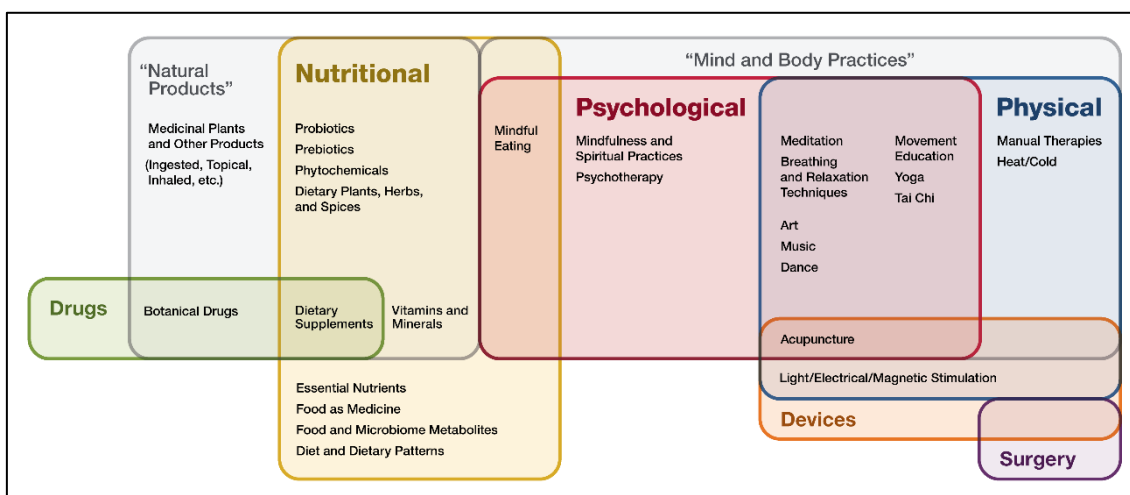 “Natural
Products”
Medicinal Plants
and Other Products
(Ingested, Topical,
Inhaled, etc.)
Nutritional
Probiotics
Prebiotics
Phytochemicals
Dietary Plants, Herbs,
and Spices
Mindful
Eating
“Mind and Body Practices”
Psychological
Mindfulness and
Spiritual Practices
Psychotherapy
Meditation
Breathing
and Relaxation
Techniques
Art
Music
Dance
Movement
Education
Yoga
Tai Chi
Physical
Manual Therapies
Heat/Cold
Drugs
Botanical Drugs
Dietary
Supplements
Vitamins and
Minerals
Acupuncture
Light/Electrical/Magnetic Stimulation
Essential Nutrients
Food as Medicine
Food and Microbiome Metabolites
Diet and Dietary Patterns
Devices
Surgery